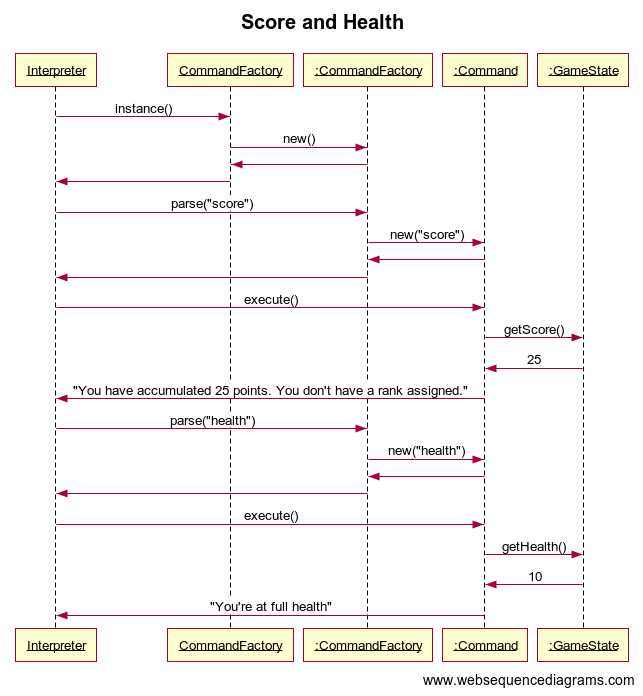 Score and Health
Interpreter CommandFactory :CommandFactory :Command :GameState
instance()
new()
parse("score")
new("score")
execute()
getScore()
25
"You have accumulated 25 points. You don't have a rank assigned."
parse("health")
new("health")
execute()
getHealth()
10
"You're at full health"
Interpreter CommandFactory :CommandFactory :Command :GameState
www.websequencediagrams.com